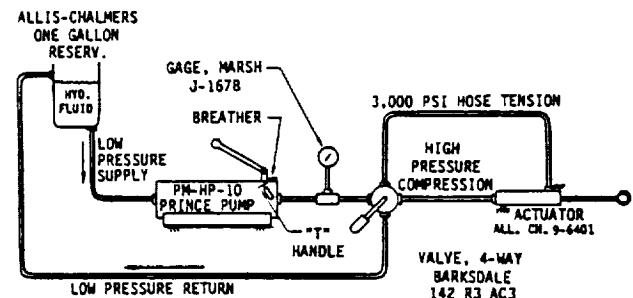 ALLIS-CHALMERS
ONE GALLON
RESERV.
HYD.
FLUID
GAGE, MARSH
J-1678
3,000 PSI HOSE TENSION
BREATHER
LOW
PRESSURE
SUPPLY
HIGH
PRESSURE
COMPRESSION
PM-HP-10
PRINCE PUMP
"T"
HANDLE
ACTUATOR
ALL. CH. 9-6401
VALVE, 4-WAY
BARKSDALE
142 R3 AC3
LOW PRESSURE RETURN